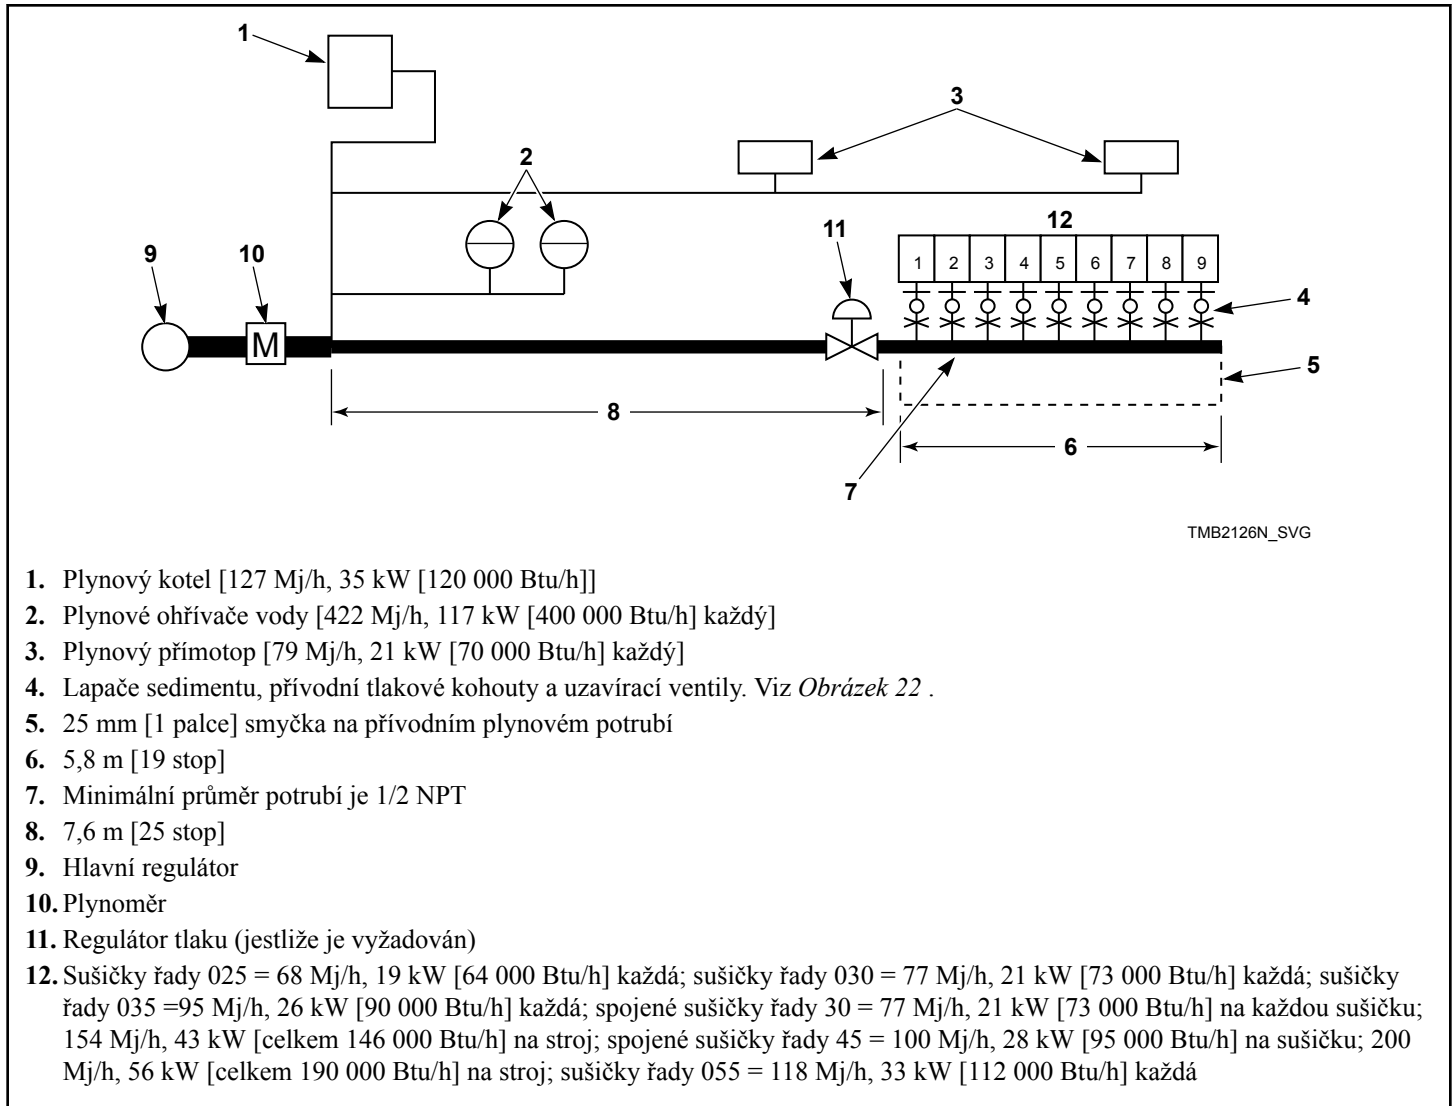 1
3
2
12
11
9
10
1 2 3 4 5 6 7 8 9
4
M
5
8
6
7
TMB2126N_SVG
1. Plynový kotel [127 Mj/h, 35 kW [120 000 Btu/h]]
2. Plynové ohřívače vody [422 Mj/h, 117 kW [400 000 Btu/h] každý]
3. Plynový přímotop [79 Mj/h, 21 kW [70 000 Btu/h] každý]
4. Lapače sedimentu, přívodní tlakové kohouty a uzavírací ventily. Viz Obrázek 22 .
5. 25 mm [1 palce] smyčka na přívodním plynovém potrubí
6. 5,8 m [19 stop]
7. Minimální průměr potrubí je 1/2 NPT
8. 7,6 m [25 stop]
9. Hlavní regulátor
10. Plynoměr
11. Regulátor tlaku (jestliže je vyžadován)
12. Sušičky řady 025 = 68 Mj/h, 19 kW [64 000 Btu/h] každá; sušičky řady 030 = 77 Mj/h, 21 kW [73 000 Btu/h] každá; sušičky
řady 035 =95 Mj/h, 26 kW [90 000 Btu/h] každá; spojené sušičky řady 30 = 77 Mj/h, 21 kW [73 000 Btu/h] na každou sušičku;
154 Mj/h, 43 kW [celkem 146 000 Btu/h] na stroj; spojené sušičky řady 45 = 100 Mj/h, 28 kW [95 000 Btu/h] na sušičku; 200
Mj/h, 56 kW [celkem 190 000 Btu/h] na stroj; sušičky řady 055 = 118 Mj/h, 33 kW [112 000 Btu/h] každá